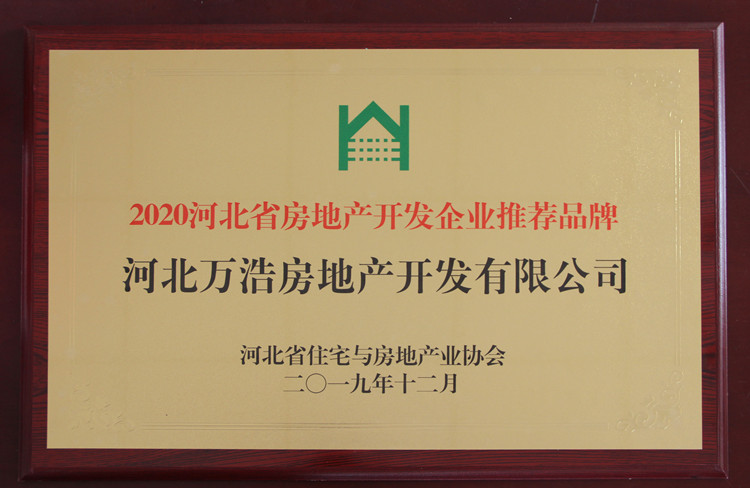 2020河北省房地产开发企业推荐品牌
河北万浩房地产开发有限公司
河北省住宅与房地产业协会
二〇一九年十二月